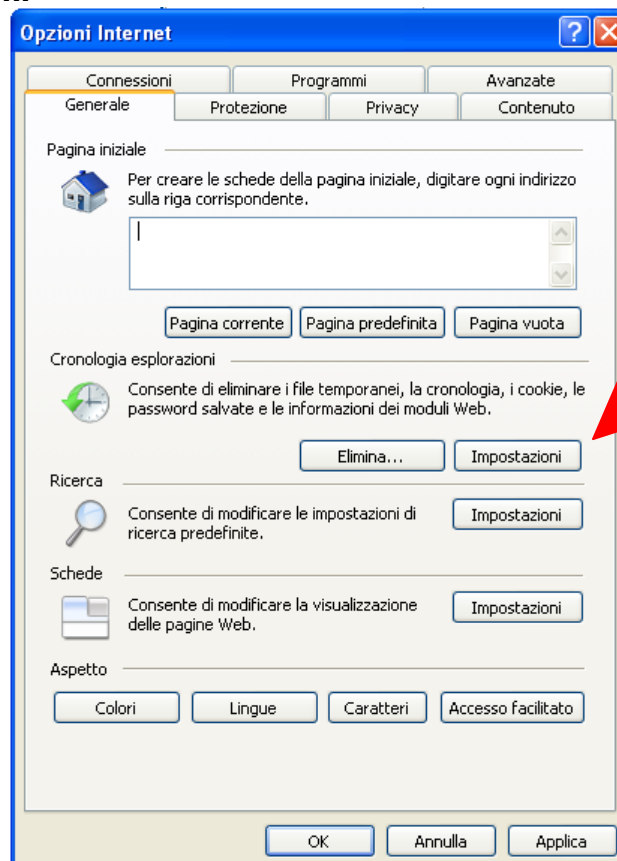 Opzioni Internet
Connessioni Programmi Avanzate
Generale Protezione Privacy Contenuto
Pagina iniziale
Per creare le schede della pagina iniziale, digitare ogni indirizzo
sulla riga corrispondente.
Pagina corrente Pagina predefinita Pagina vuota
Cronologia esplorazioni
Consente di eliminare i file temporanei, la cronologia, i cookie, le
password salvate e le informazioni dei moduli Web.
Elimina... Impostazioni
Ricerca
Consente di modificare le impostazioni di
ricerca predefinite.
Impostazioni
Schede
Consente di modificare la visualizzazione
delle pagine Web.
Impostazioni
Aspetto
Colori Lingue Caratteri Accesso facilitato
OK Annulla Applica